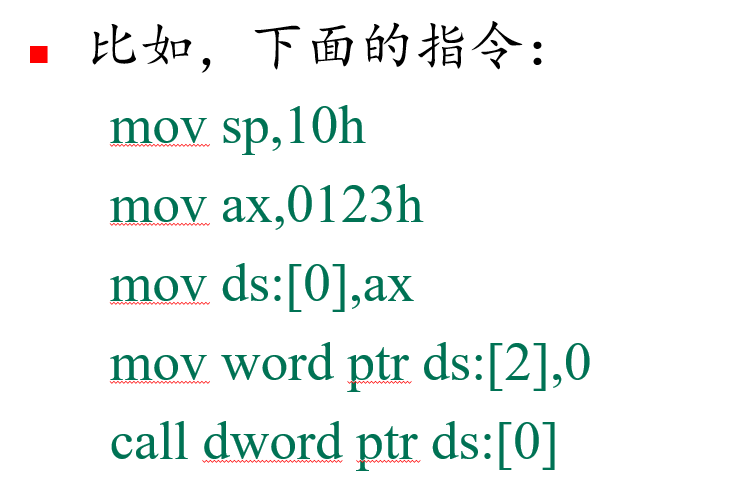 比如，下面的指令：
mov sp,10h
mov ax,0123h
mov ds:[0],ax
mov word ptr ds:[2],0
call dword ptr ds:[0]